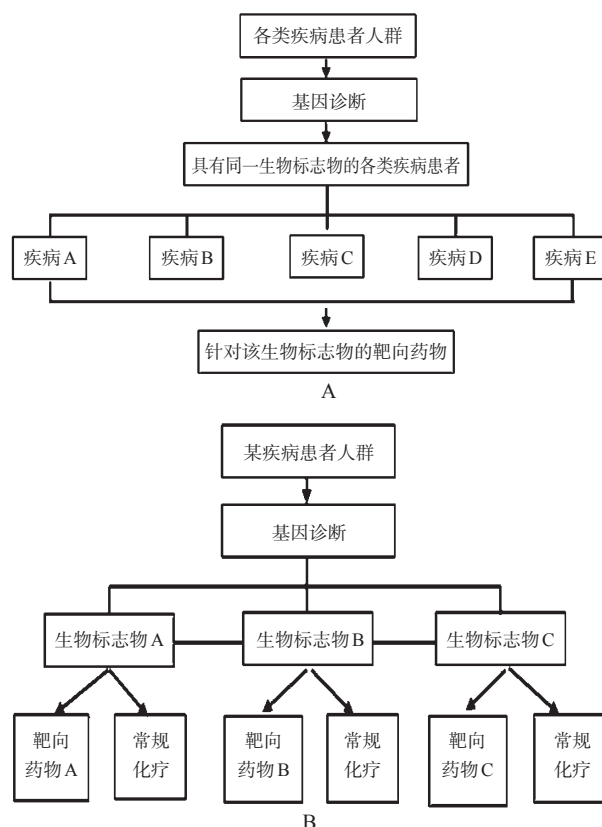 各类疾病患者人群
基因诊断
具有同一生物标志物的各类疾病患者
疾病A
疾病B
疾病C
疾病D
疾病E
针对该生物标志物的靶向药物
A
某疾病患者人群
基因诊断
生物标志物A
生物标志物B
生物标志物C
靶向
药物A
常规
化疗
靶向
药物B
常规
化疗
靶向
药物C
常规
化疗
B